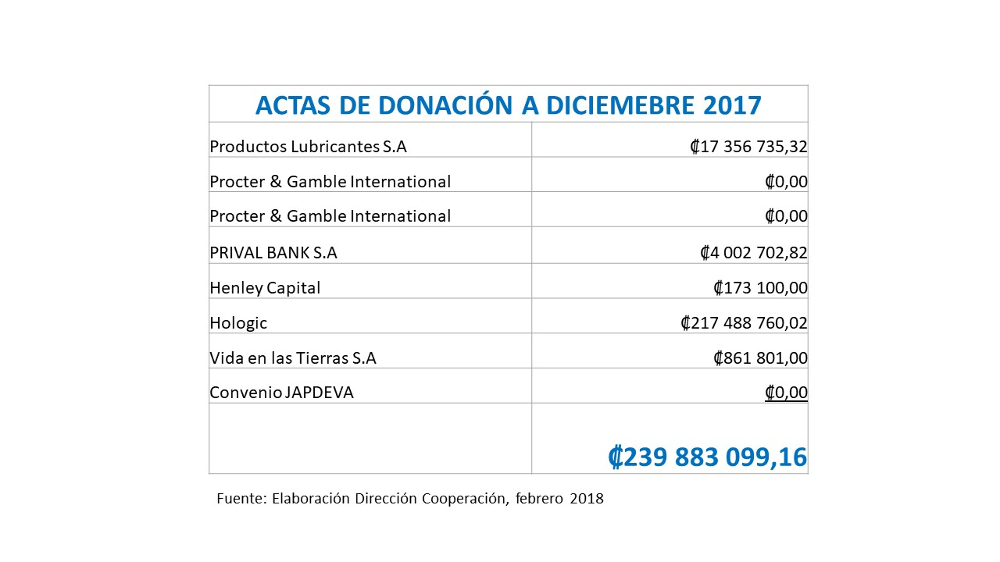 ACTAS DE DONACIÓN A DICIEMEBRE 2017
Productos Lubricantes S.A ₡17 356 735,32
Procter & Gamble International ₡0,00
Procter & Gamble International ₡0,00
PRIVAL BANK S.A ₡4 002 702,82
Henley Capital ₡173 100,00
Hologic ₡217 488 760,02
Vida en las Tierras S.A ₡861 801,00
Convenio JAPDEVA ₡0,00
₡239 883 099,16
Fuente: Elaboración Dirección Cooperación, febrero 2018